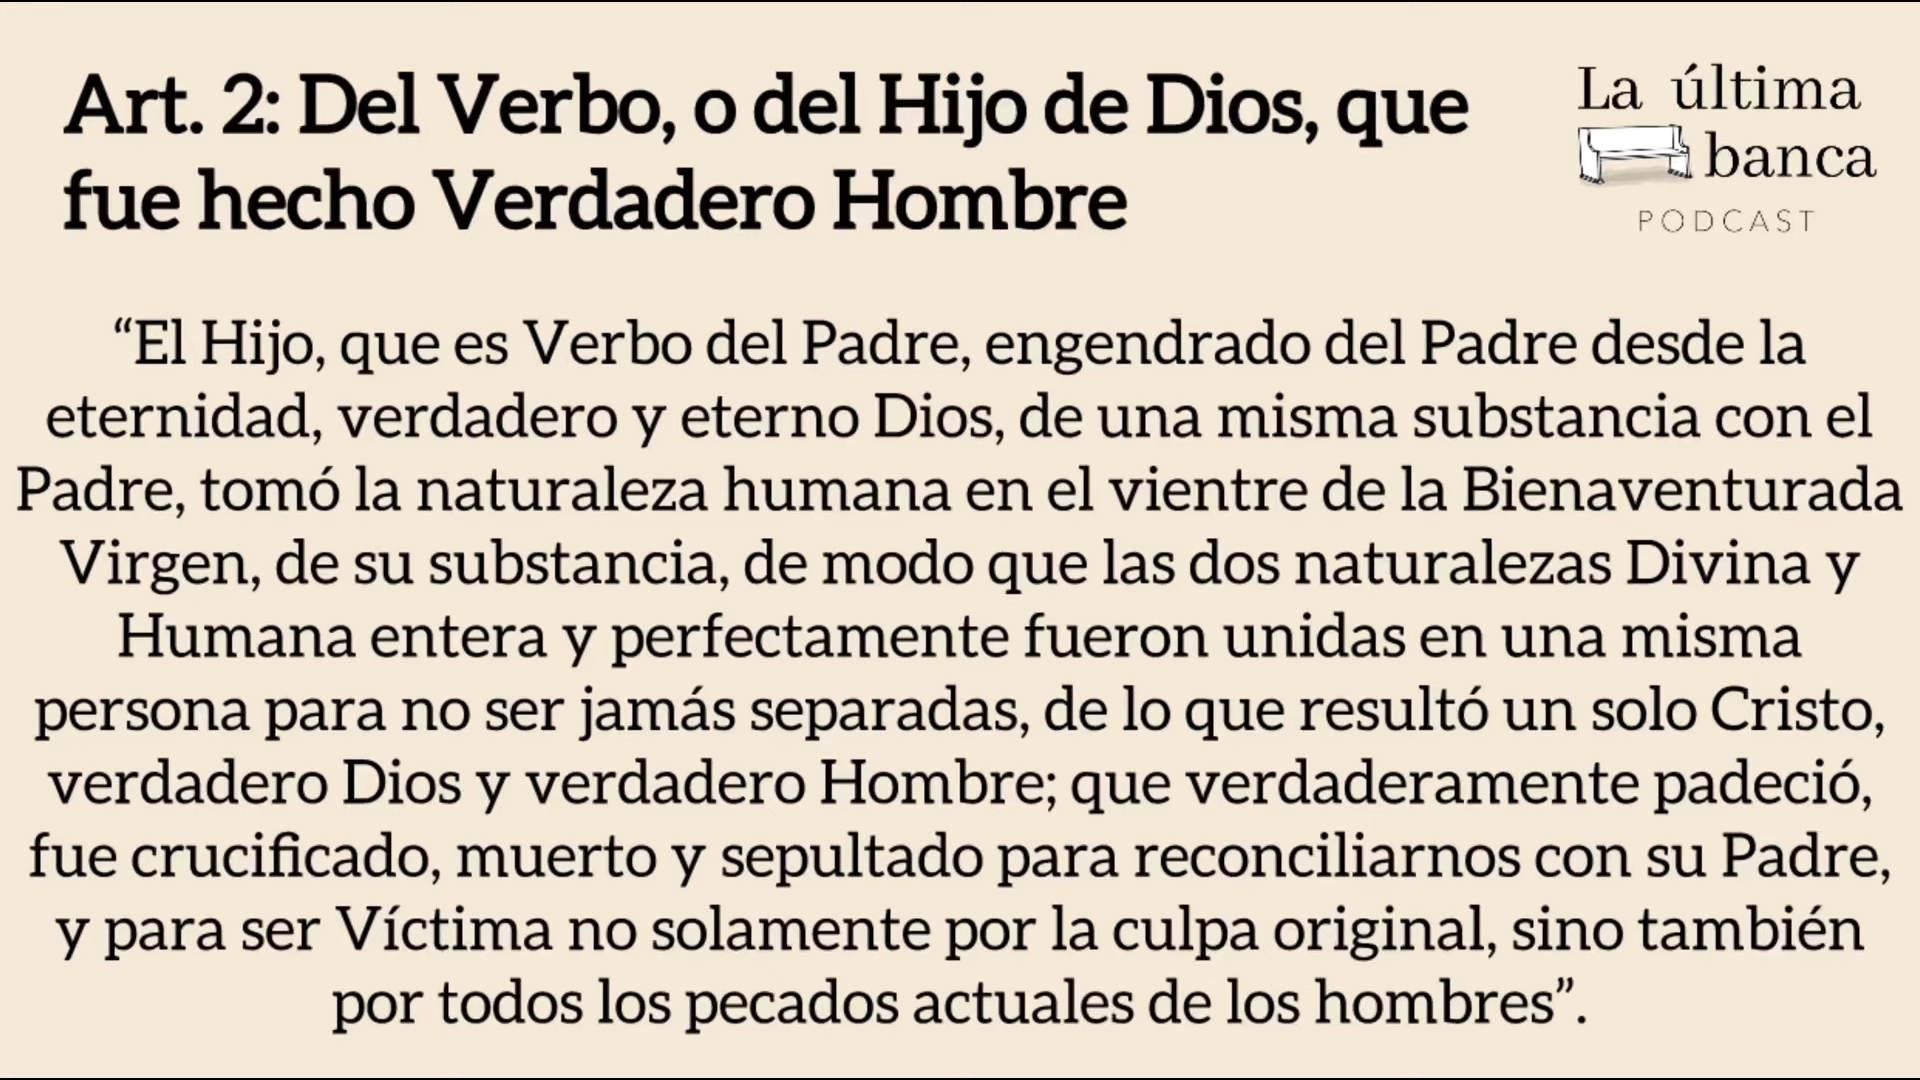 Art. 2: Del Verbo, o del Hijo de Dios, que
fue hecho Verdadero Hombre
La última
banca
PODCAST
“El Hijo, que es Verbo del Padre, engendrado del Padre desde la
eternidad, verdadero y eterno Dios, de una misma substancia con el
Padre, tomó la naturaleza humana en el vientre de la Bienaventurada
Virgen, de su substancia, de modo que las dos naturalezas Divina y
Humana entera y perfectamente fueron unidas en una misma
persona para no ser jamás separadas, de lo que resultó un solo Cristo,
verdadero Dios y verdadero Hombre; que verdaderamente padeció,
fue crucificado, muerto y sepultado para reconciliarnos con su Padre,
y para ser Víctima no solamente por la culpa original, sino también
por todos los pecados actuales de los hombres”.